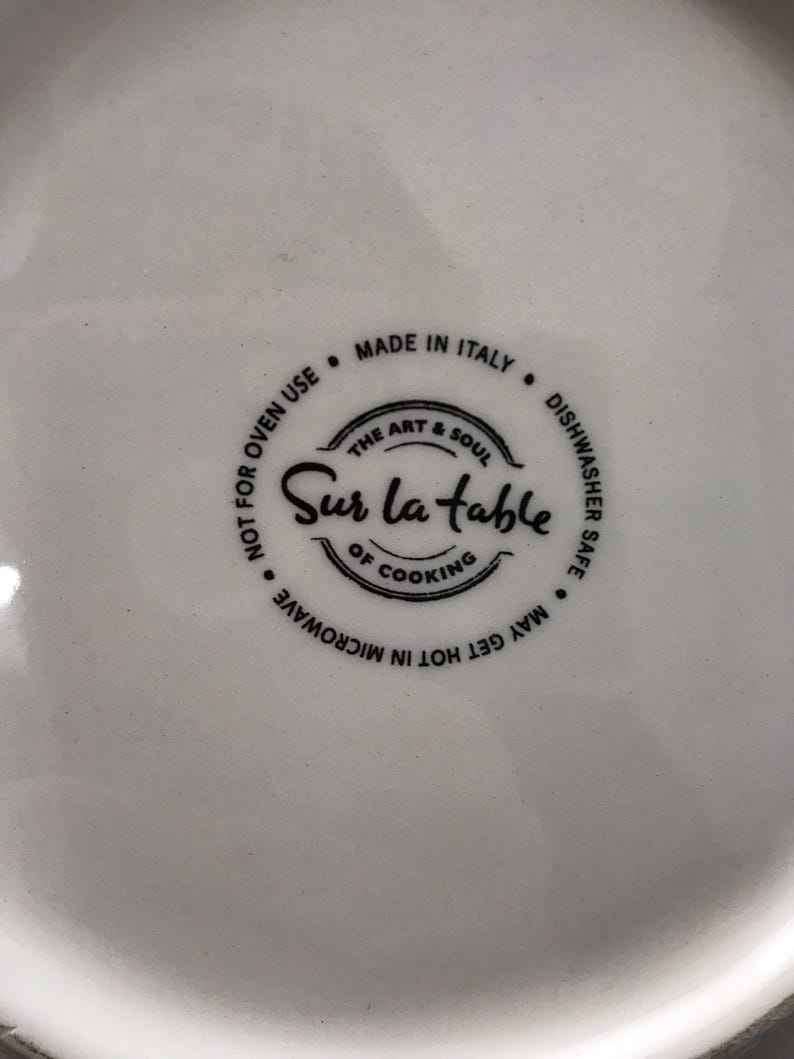 MADE IN ITALY • DISHWASHER SAFE • MAY GET HOT IN MICROWAVE • NOT FOR OVEN USE •
THE ART & SOUL
Sur la table
OF COOKING